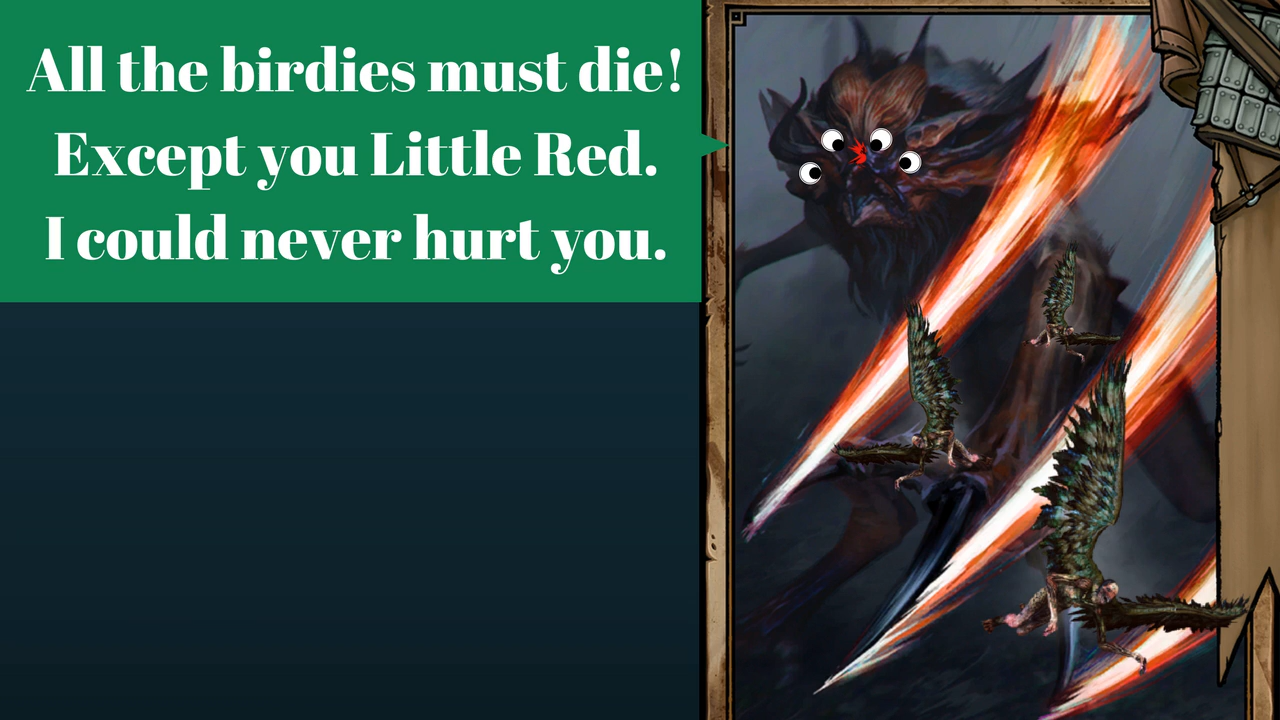 All the birdies must die!
Except you Little Red.
I could never hurt you.